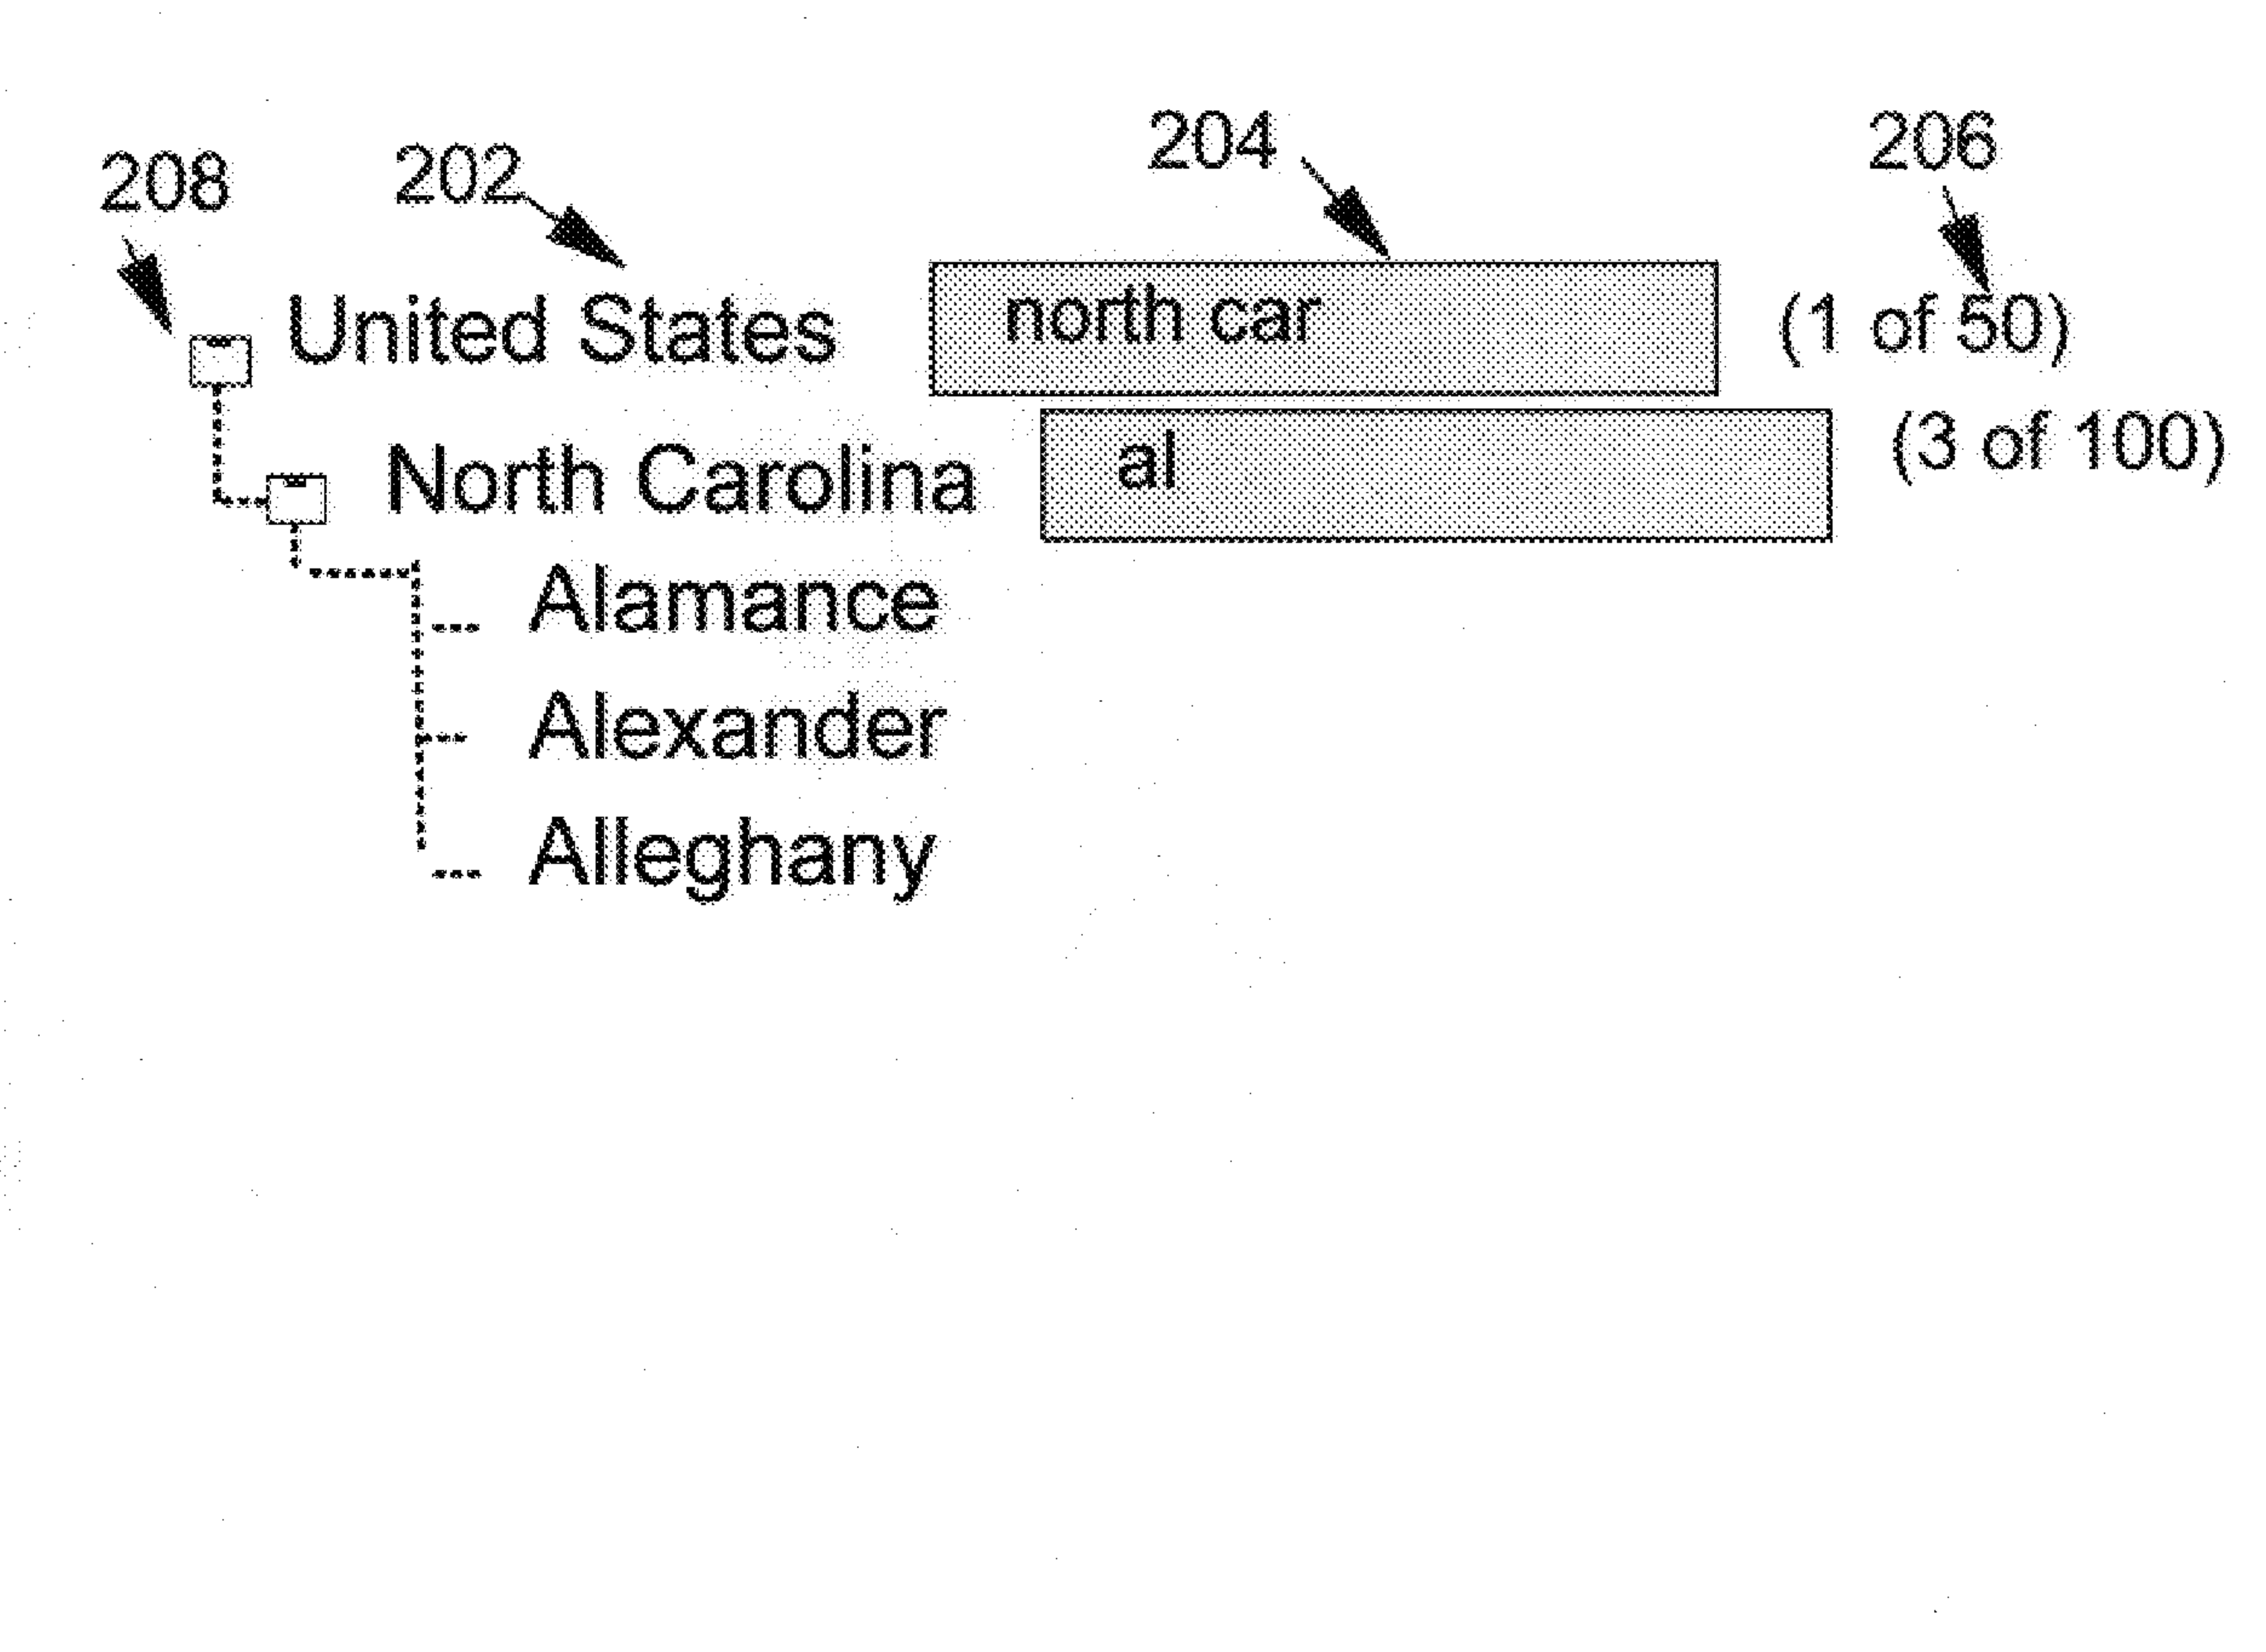 208 202 204 206
United States north car (1 of 50)
North Carolina al (3 of 100)
Alamance
Alexander
Alleghany